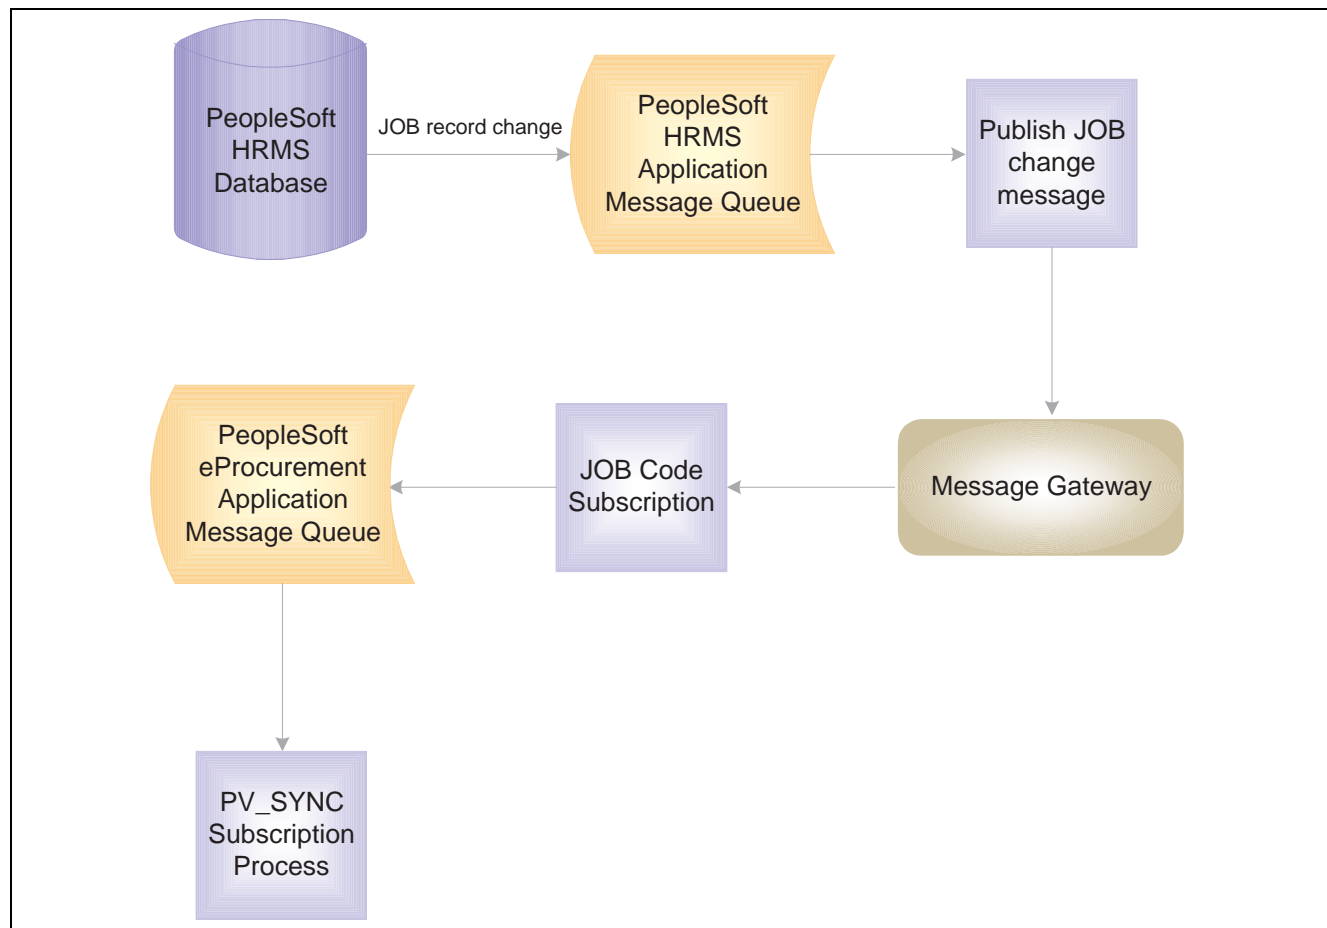 PeopleSoft
HRMS
Database
JOB record change
PeopleSoft
HRMS
Application
Message Queue
Publish JOB
change
message
Message Gateway
JOB Code
Subscription
PeopleSoft
eProcurement
Application
Message Queue
PV_SYNC
Subscription
Process